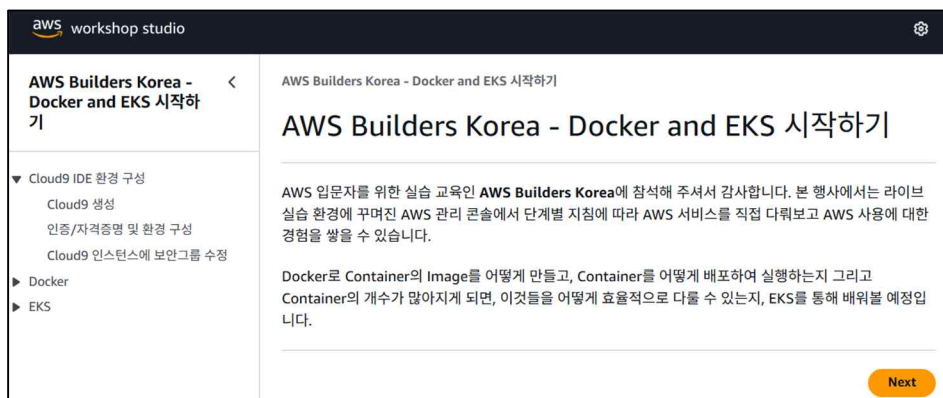 aws workshop studio
AWS Builders Korea -
Docker and EKS 시작하
기
Cloud9 IDE 환경 구성
Cloud9 생성
인증/자격증명 및 환경 구성
Cloud9 인스턴스에 보안그룹 수정
Docker
EKS
AWS Builders Korea - Docker and EKS 시작하기
AWS Builders Korea - Docker and EKS 시작하기
AWS 입문자를 위한 실습 교육인 AWS Builders Korea에 참석해 주셔서 감사합니다. 본 행사에서는 라이브
실습 환경에 꾸며진 AWS 관리 콘솔에서 단계별 지침에 따라 AWS 서비스를 직접 다뤄보고 AWS 사용에 대한
경험을 쌓을 수 있습니다.
Docker로 Container의 Image를 어떻게 만들고, Container를 어떻게 배포하여 실행하는지 그리고
Container의 개수가 많아지게 되면, 이것들을 어떻게 효율적으로 다룰 수 있는지, EKS를 통해 배워볼 예정입
니다.
Next